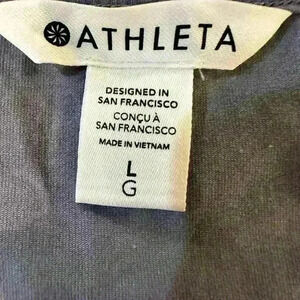 ATHLETA
DESIGNED IN
SAN FRANCISCO
CONÇU À
SAN FRANCISCO
MADE IN VIETNAM
L
G